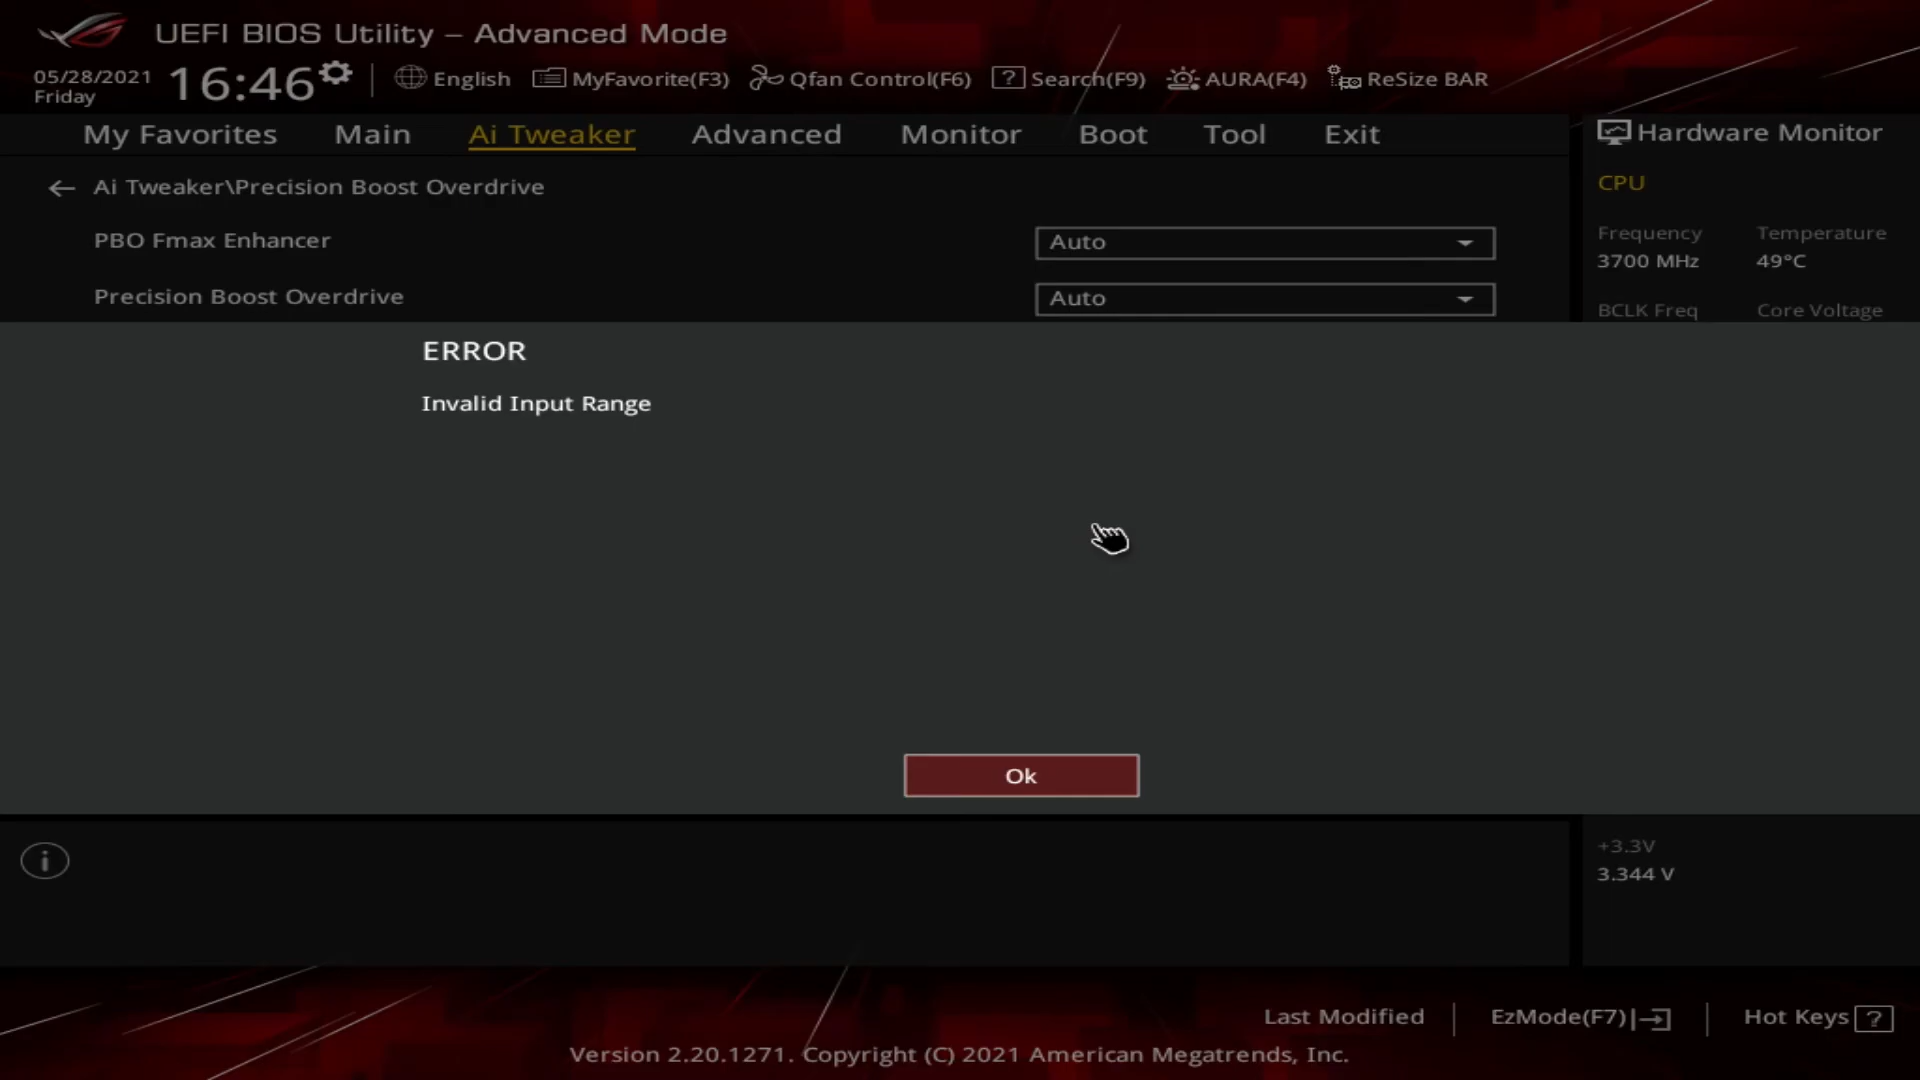 UEFI BIOS Utility – Advanced Mode
05/28/2021
Friday
16:46
English
MyFavorite(F3)
Qfan Control(F6)
? Search(F9)
AURA(F4)
ReSize BAR
My Favorites
Main
Ai Tweaker
Advanced
Monitor
Boot
Tool
Exit
Hardware Monitor
← Ai Tweaker\Precision Boost Overdrive
PBO Fmax Enhancer
Auto
Precision Boost Overdrive
Auto
CPU
Frequency
Temperature
3700 MHz
49°C
BCLK Freq
Core Voltage
ERROR
Invalid Input Range
Ok
i
+3.3V
3.344 V
Last Modified
EzMode(F7)
Hot Keys ?
Version 2.20.1271. Copyright (C) 2021 American Megatrends, Inc.